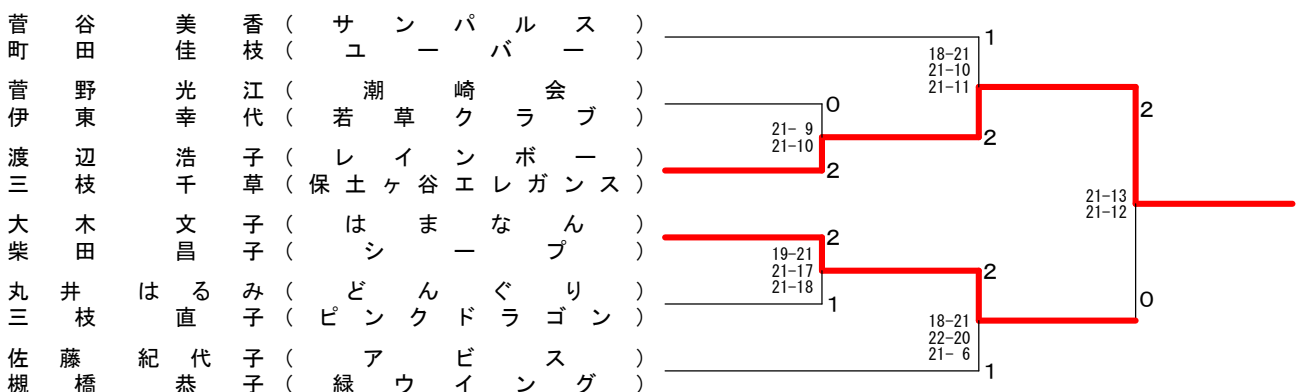 菅谷 美香 ( サンパルス )
町田 佳枝 ( ユーバー )
菅野 光江 ( 潮崎会 )
伊東 幸代 ( 若草クラブ )
渡辺 浩子 ( レインボー )
三枝 千草 ( 保土ヶ谷エレガンス )
大木 文子 ( はまなん )
柴田 昌子 ( シープ )
丸井 はるみ ( どんぐり )
三枝 直子 ( ピンクドラゴン )
佐藤 紀代子 ( アビス )
槻橋 恭子 ( 緑ウイング )
0
21- 9
21-10
2
2
19-21
21-17
21-18
1
1
18-21
21-10
21-11
2
2
18-21
22-20
21- 6
1
2
21-13
21-12
0